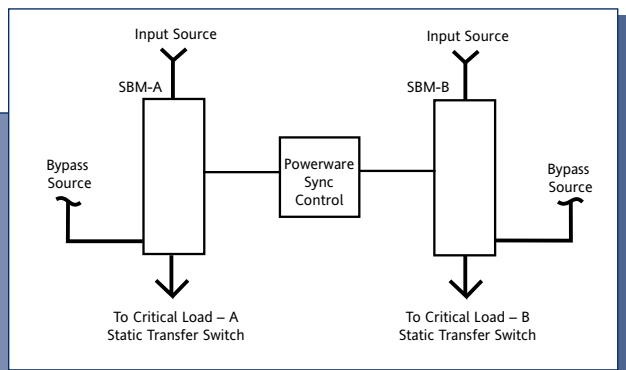 Input Source
Input Source
SBM-A
SBM-B
Bypass
Source
Powerware
Sync
Control
Bypass
Source
To Critical Load – A
Static Transfer Switch
To Critical Load – B
Static Transfer Switch